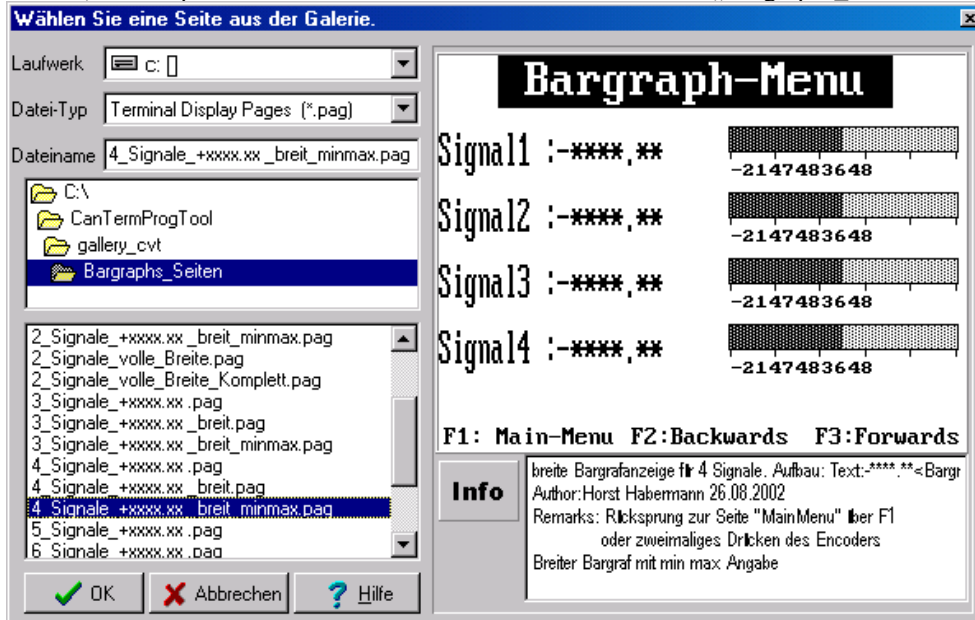 Wählen Sie eine Seite aus der Galerie.
Laufwerk c: []
Datei-Typ Terminal Display Pages (*.pag)
Dateiname 4_Signale_+xxxx.xx _breit_minmax.pag
C:\
CanTermProgTool
gallery_cvt
Bargraphs_Seiten
2_Signale_+xxxx.xx _breit_minmax.pag
2_Signale_volle_Breite.pag
2_Signale_volle_Breite_Komplett.pag
3_Signale_+xxxx.xx .pag
3_Signale_+xxxx.xx _breit.pag
3_Signale_+xxxx.xx _breit_minmax.pag
4_Signale_+xxxx.xx .pag
4_Signale_+xxxx.xx _breit.pag
4_Signale_+xxxx.xx _breit_minmax.pag
5_Signale_+xxxx.xx .pag
6_Signale_+xxxx.xx .pag
OK Abbrechen ? Hilfe
Bargraph-Menu
Signal1 :-****.**
-2147483648
Signal2 :-****.**
-2147483648
Signal3 :-****.**
-2147483648
Signal4 :-****.**
-2147483648
F1: Main-Menu F2:Backwards F3:Forwards
Info
breite Bargrafanzeige für 4 Signale. Aufbau: Text:-****.**<Bargr
Author:Horst Habermann 26.08.2002
Remarks: Rücksprung zur Seite "MainMenu" über F1
oder zweimaliges Drücken des Encoders
Breiter Bargraf mit min max Angabe